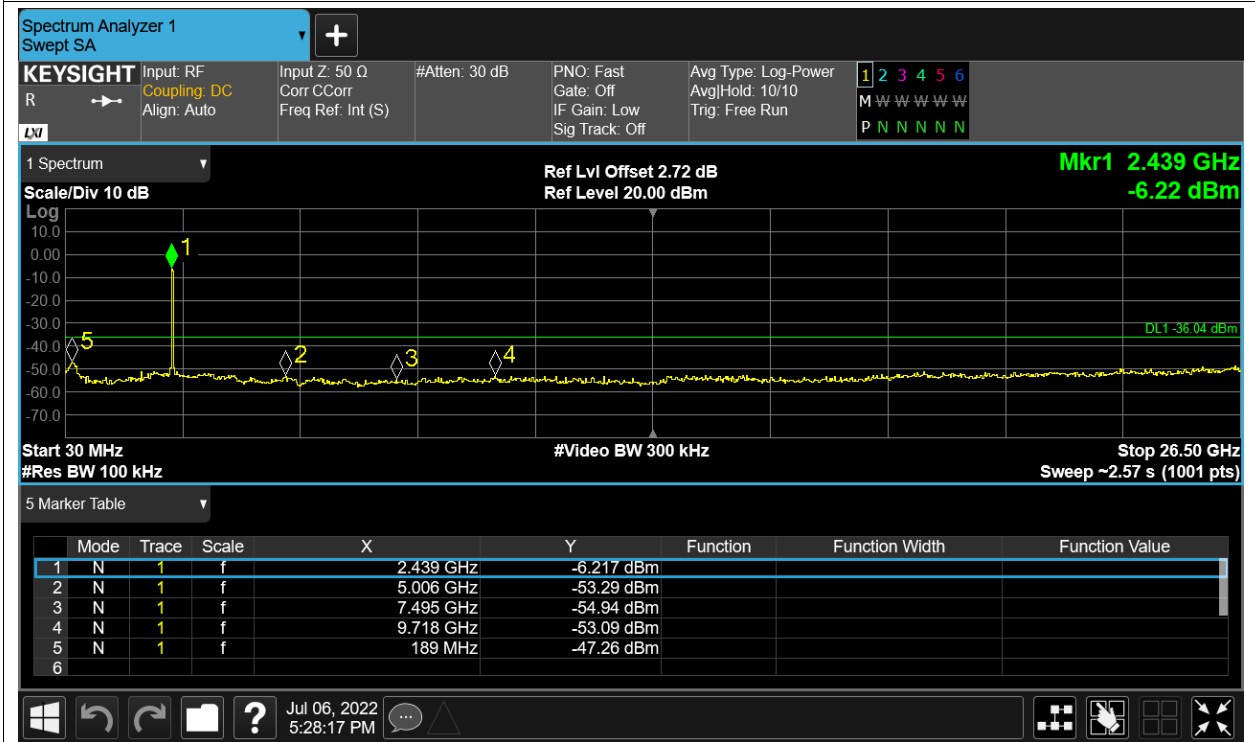 Spectrum Analyzer 1
Swept SA
KEYSIGHT Input: RF Input Z: 50 Ω #Atten: 30 dB PNO: Fast Avg Type: Log-Power 1 2 3 4 5 6
R Coupling: DC Corr CCorr Gate: Off Avg|Hold: 10/10 M W W W W W
Align: Auto Freq Ref: Int (S) IF Gain: Low Trig: Free Run
LXI Sig Track: Off P N N N N N
1 Spectrum Ref Lvl Offset 2.72 dB Mkr1 2.439 GHz
Scale/Div 10 dB Ref Level 20.00 dBm -6.22 dBm
Log
10.0
1
0.00
-10.0
-20.0
-30.0
DL1 -36.04 dBm
5
-40.0
2 3 4
-50.0
-60.0
-70.0
Start 30 MHz #Video BW 300 kHz Stop 26.50 GHz
#Res BW 100 kHz Sweep ~2.57 s (1001 pts)
5 Marker Table
Mode Trace Scale X Y Function Function Width Function Value
1 N 1 f 2.439 GHz -6.217 dBm
2 N 1 f 5.006 GHz -53.29 dBm
3 N 1 f 7.495 GHz -54.94 dBm
4 N 1 f 9.718 GHz -53.09 dBm
5 N 1 f 189 MHz -47.26 dBm
6
? Jul 06, 2022
5:28:17 PM